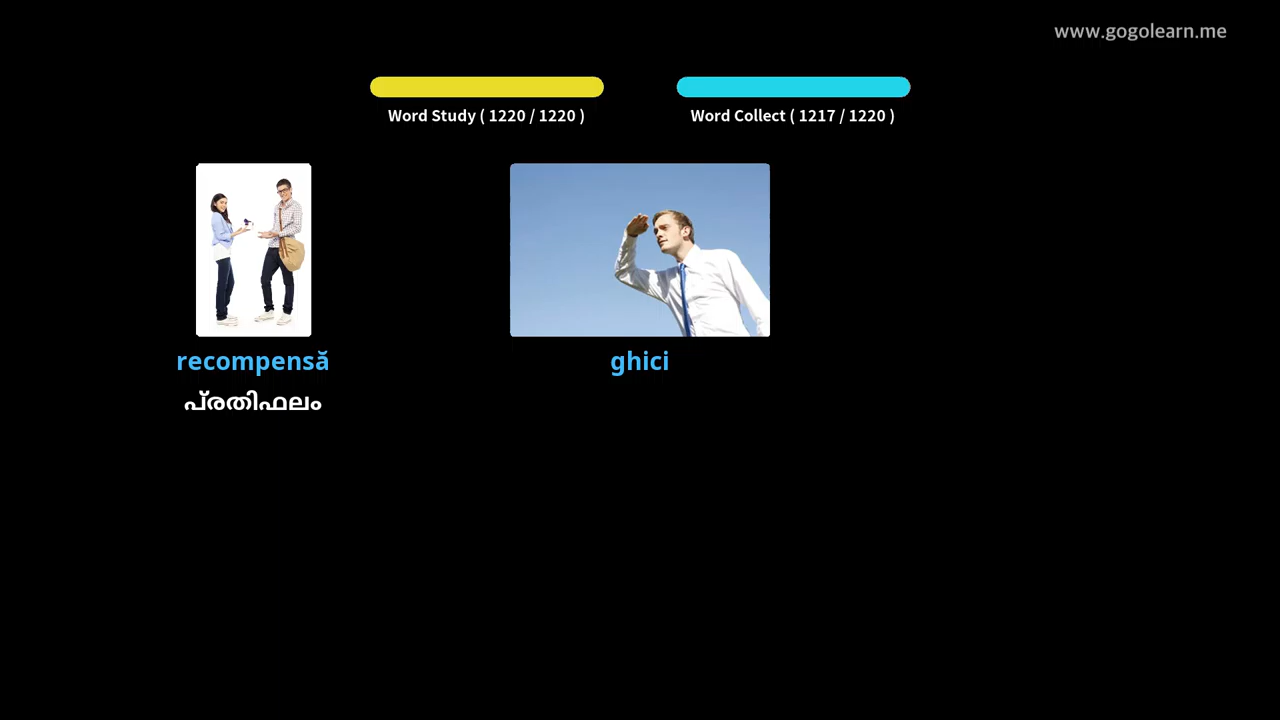 www.gogolearn.me
Word Study ( 1220 / 1220 )
Word Collect ( 1217 / 1220 )
recompensă
ghici
പ്രതിഫലം